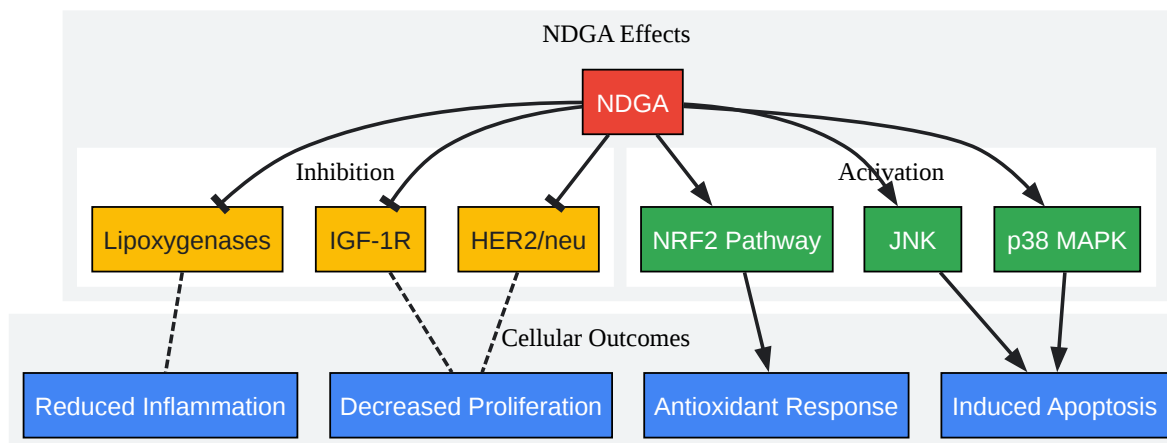 NDGA Effects
NDGA
Inhibition
Activation
Lipoxygenases
IGF-1R
HER2/neu
NRF2 Pathway
JNK
p38 MAPK
Cellular Outcomes
Reduced Inflammation
Decreased Proliferation
Antioxidant Response
Induced Apoptosis